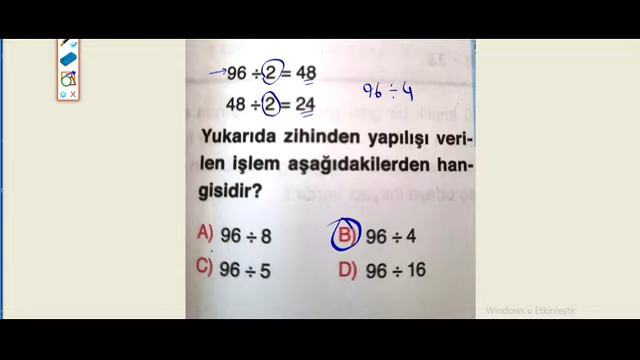 96 ÷ 2 = 48
48 ÷ 2 = 24
96 ÷ 4
Yukarıda zihinden yapılışı veri-
len işlem aşağıdakilerden han-
gisidir?
A) 96 ÷ 8
B) 96 ÷ 4
C) 96 ÷ 5
D) 96 ÷ 16
Windows'u Etkinleştir